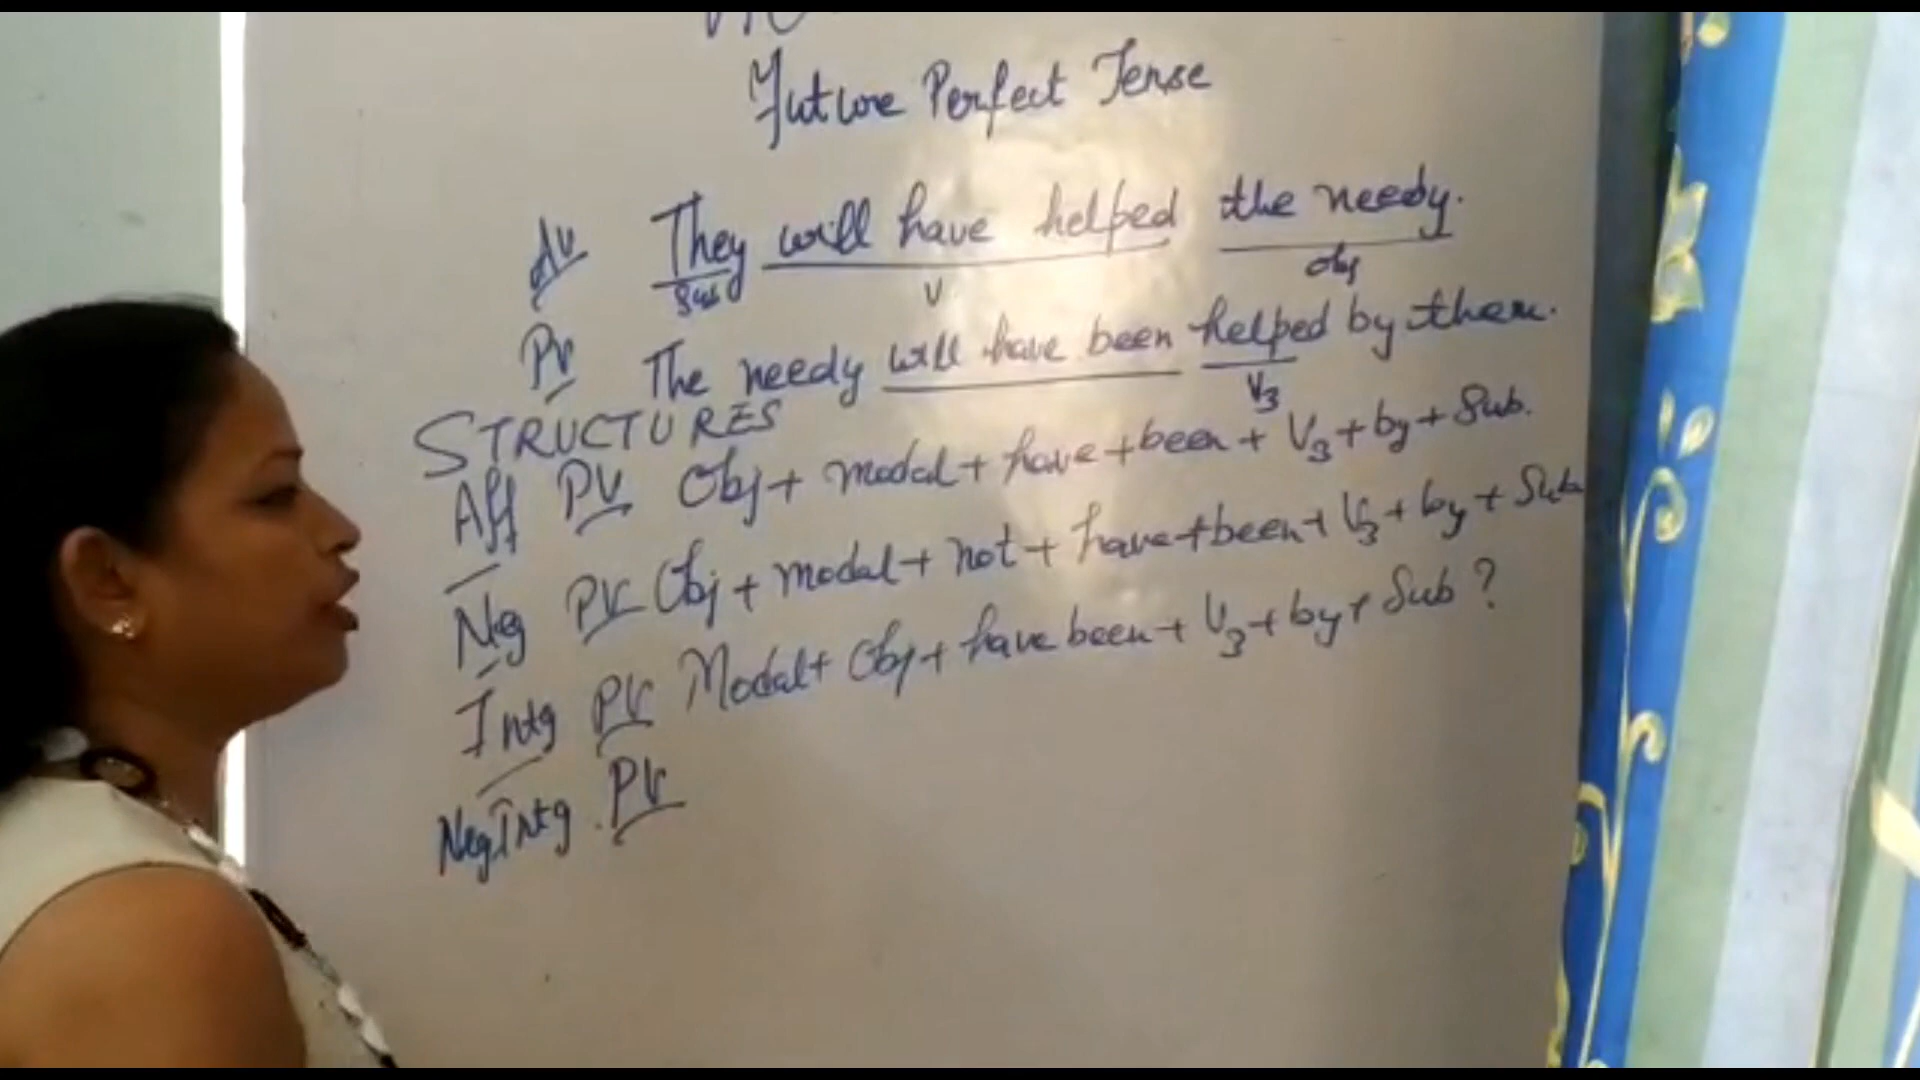 Future Perfect Tense
AV They will have helped the needy.
Sub V Obj
PV The needy will have been helped by them.
V3
STRUCTURES
Aff PV Obj + modal + have + been + V3 + by + Sub.
Neg PV Obj + modal + not + have + been + V3 + by + Sub
Intg PV Modal + Obj + have been + V3 + by + Sub ?
Neg.Intg. PV